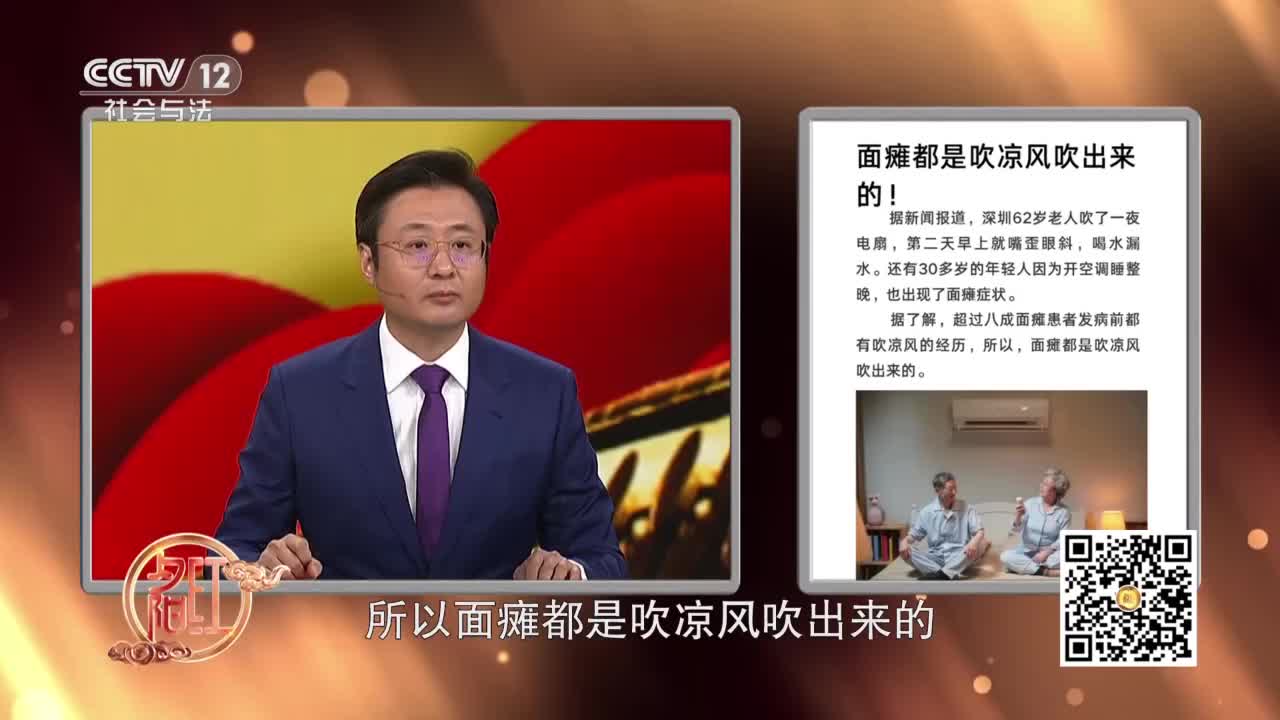 CCTV 12
社会与法
面瘫都是吹凉风吹出来
的！
据新闻报道，深圳62岁老人吹了一夜
电扇，第二天早上就嘴歪眼斜，喝水漏
水。还有30多岁的年轻人因为开空调睡整
晚，也出现了面瘫症状。
据了解，超过八成面瘫患者发病前都
有吹凉风的经历，所以，面瘫都是吹凉风
吹出来的。
夕阳红
所以面瘫都是吹凉风吹出来的